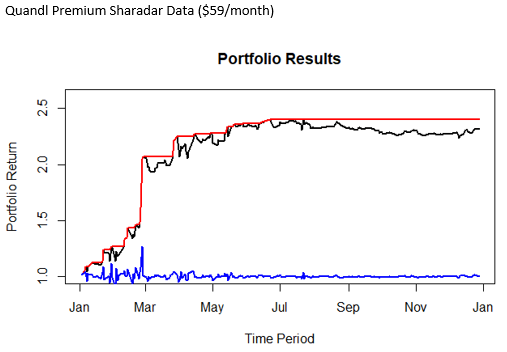 Quandl Premium Sharadar Data ($59/month)
Portfolio Results
Portfolio Return
2.5
2.0
1.5
1.0
Jan Mar May Jul Sep Nov Jan
Time Period